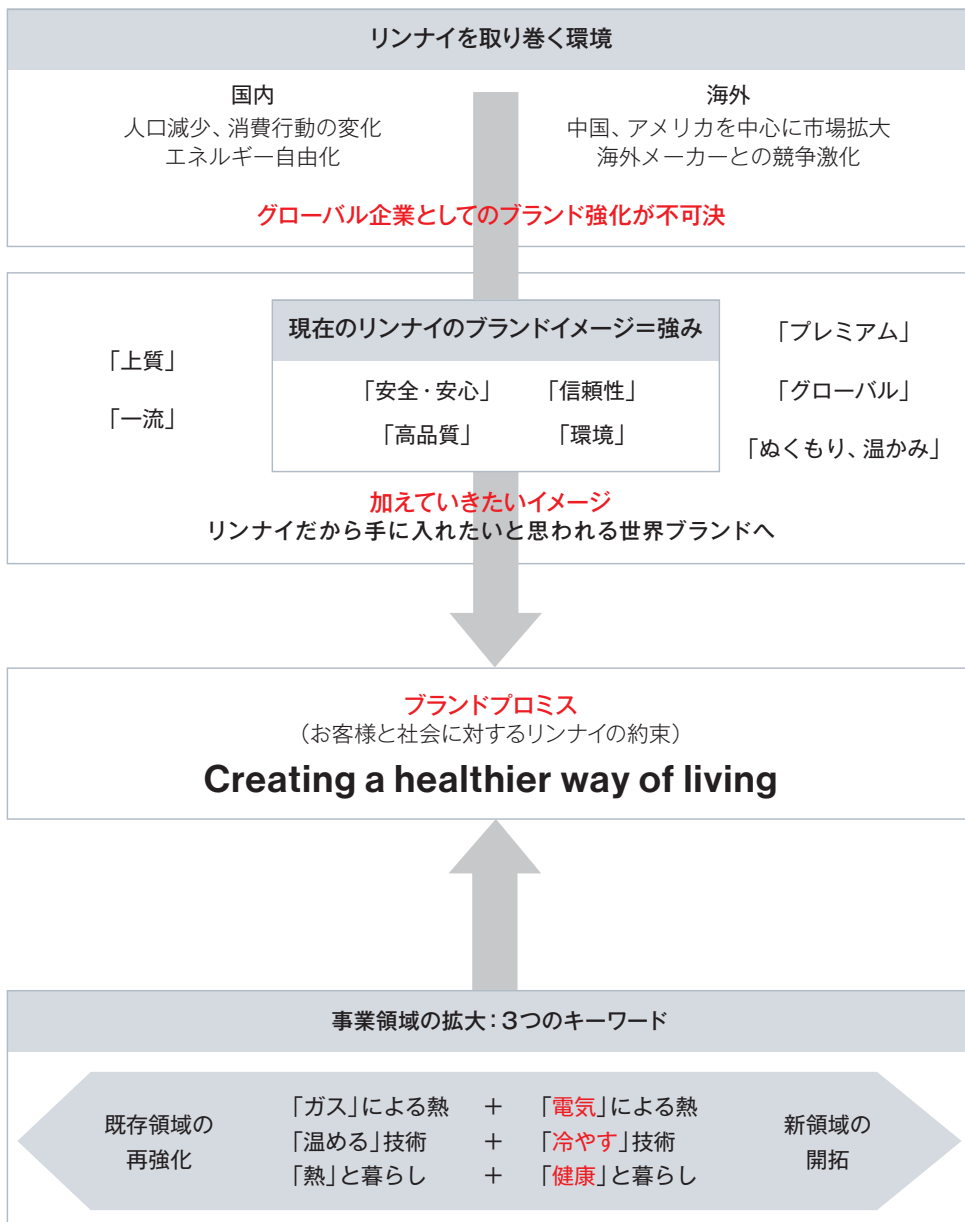 リンナイを取り巻く環境
国内
人口減少、消費行動の変化
エネルギー自由化
海外
中国、アメリカを中心に市場拡大
海外メーカーとの競争激化
グローバル企業としてのブランド強化が不可決
「上質」
「一流」
現在のリンナイのブランドイメージ＝強み
「安全・安心」 「信頼性」
「高品質」 「環境」
「プレミアム」
「グローバル」
「ぬくもり、温かみ」
加えていきたいイメージ
リンナイだから手に入れたいと思われる世界ブランドへ
ブランドプロミス
（お客様と社会に対するリンナイの約束）
Creating a healthier way of living
事業領域の拡大：3つのキーワード
既存領域の
再強化
「ガス」による熱 ＋ 「電気」による熱
「温める」技術 ＋ 「冷やす」技術
「熱」と暮らし ＋ 「健康」と暮らし
新領域の
開拓